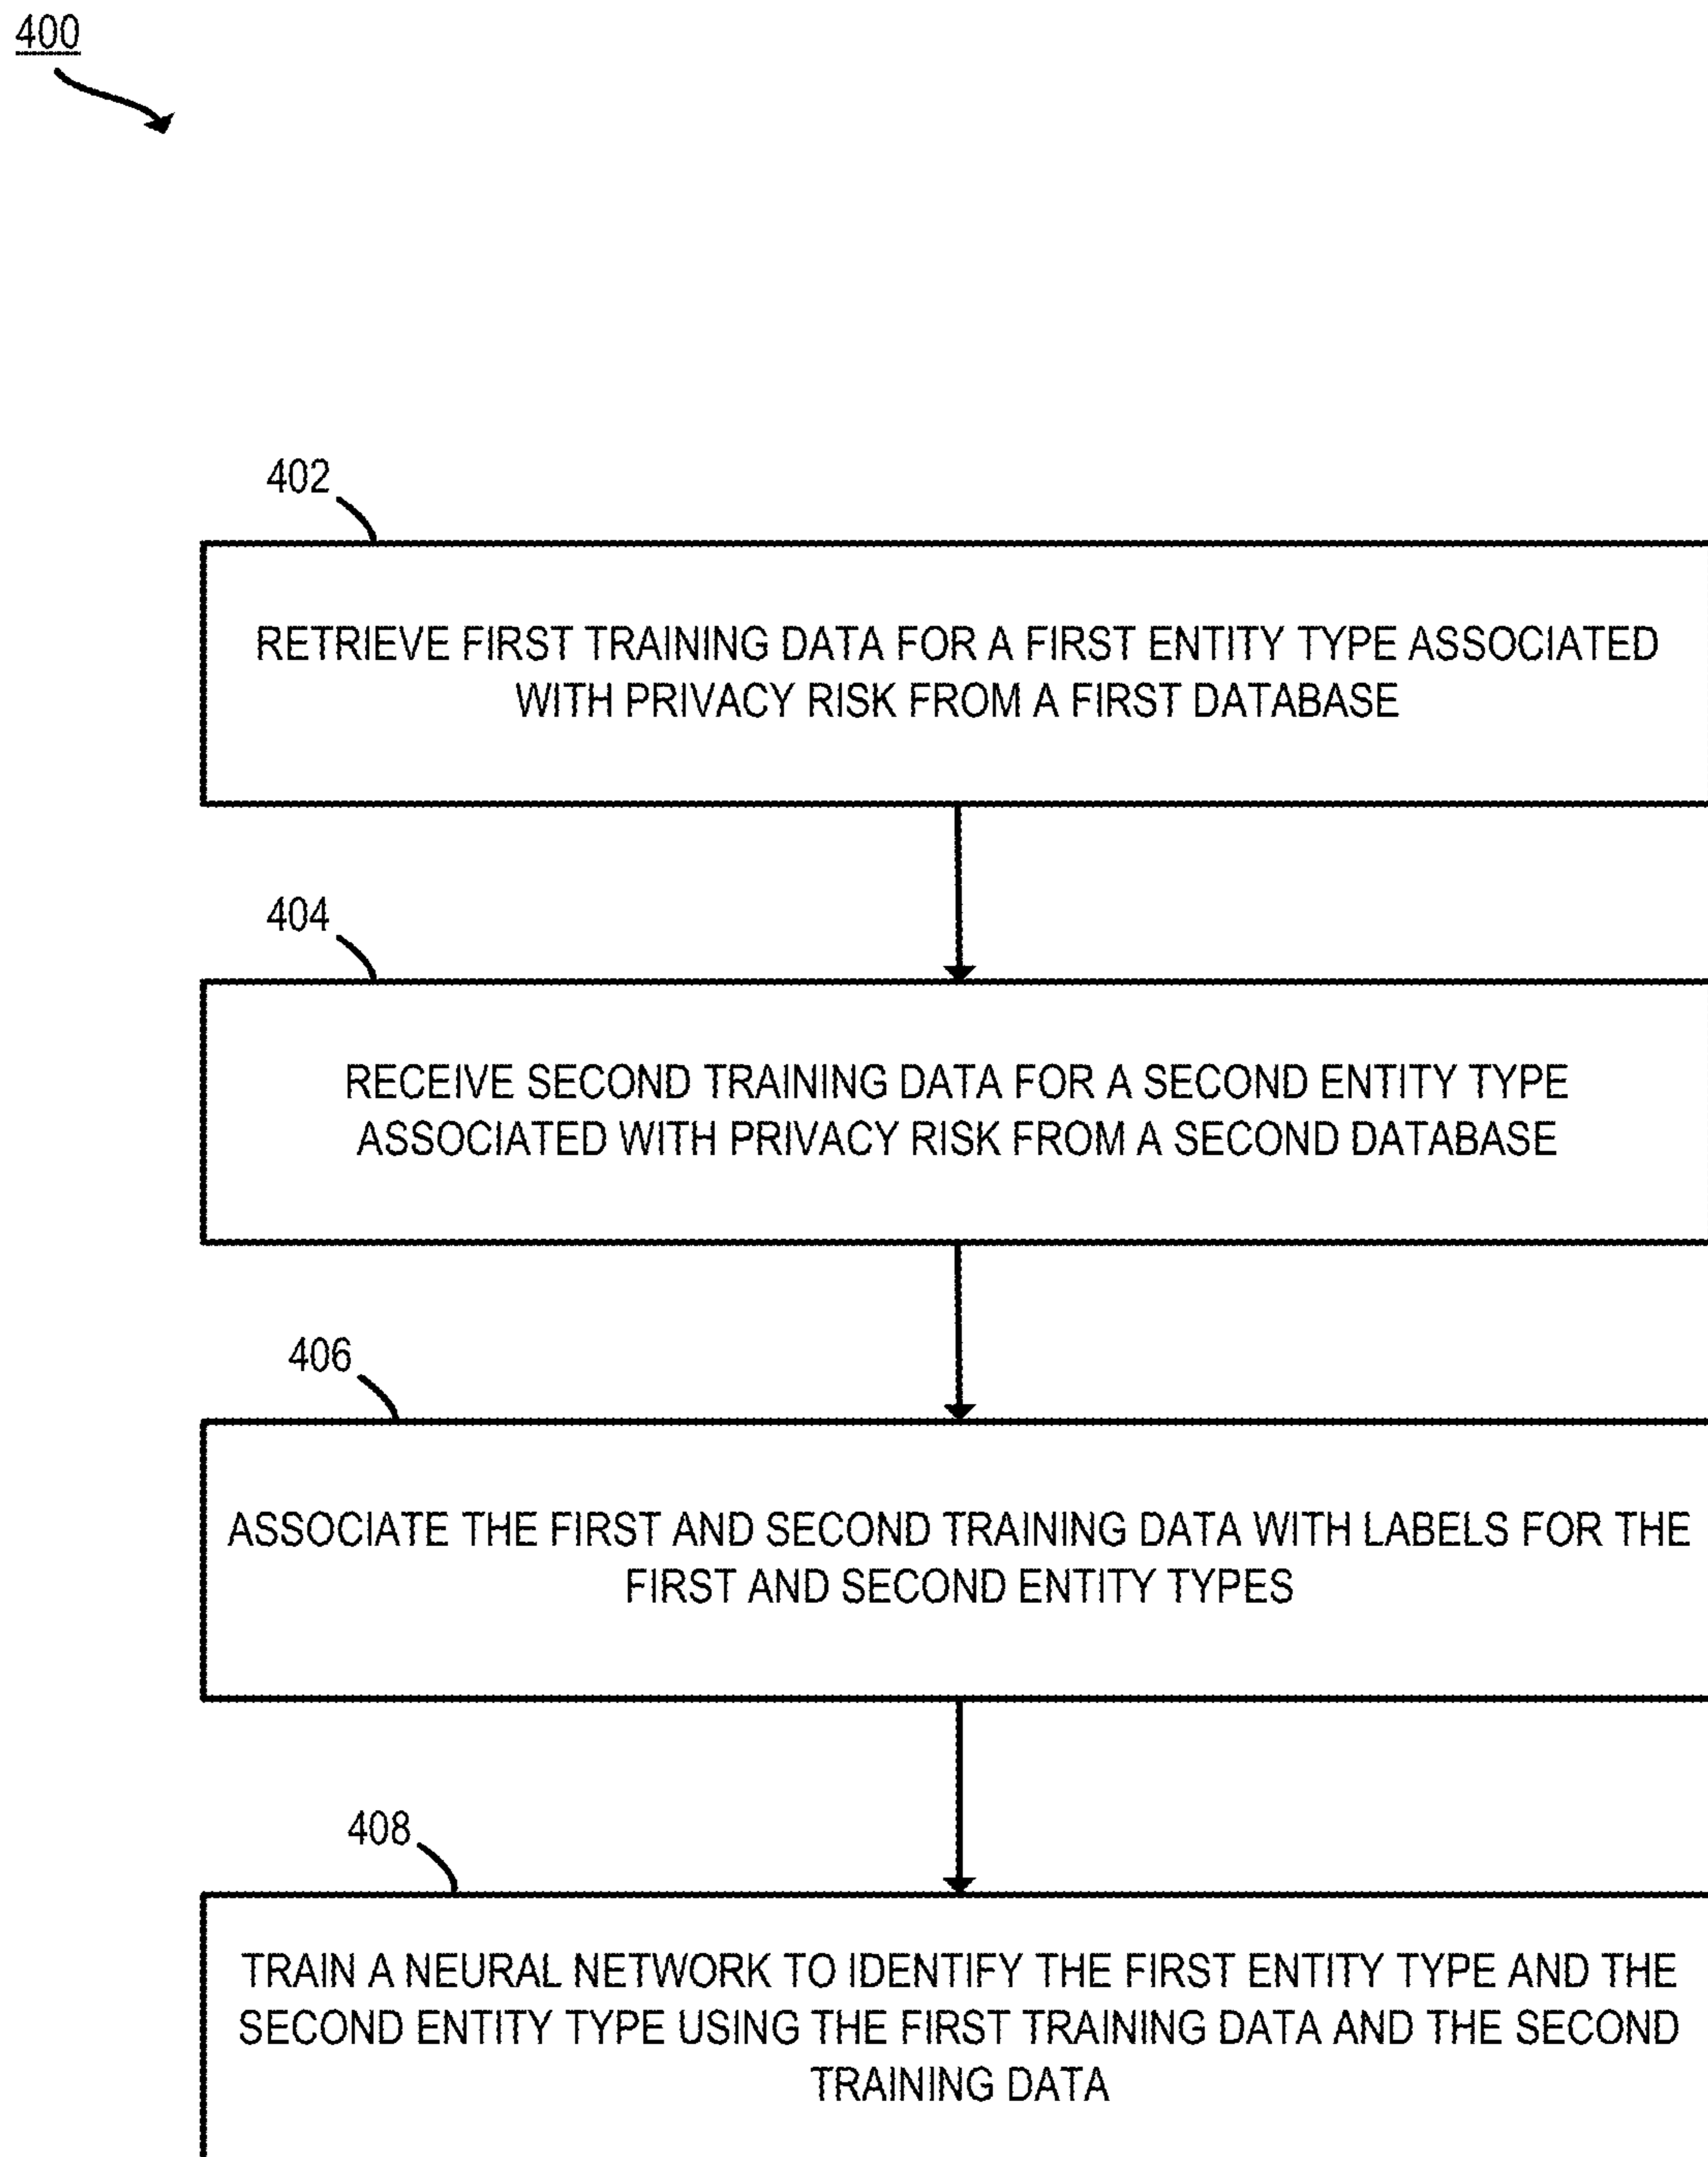 400
402
RETRIEVE FIRST TRAINING DATA FOR A FIRST ENTITY TYPE ASSOCIATED
WITH PRIVACY RISK FROM A FIRST DATABASE
404
RECEIVE SECOND TRAINING DATA FOR A SECOND ENTITY TYPE
ASSOCIATED WITH PRIVACY RISK FROM A SECOND DATABASE
406
ASSOCIATE THE FIRST AND SECOND TRAINING DATA WITH LABELS FOR THE
FIRST AND SECOND ENTITY TYPES
408
TRAIN A NEURAL NETWORK TO IDENTIFY THE FIRST ENTITY TYPE AND THE
SECOND ENTITY TYPE USING THE FIRST TRAINING DATA AND THE SECOND
TRAINING DATA